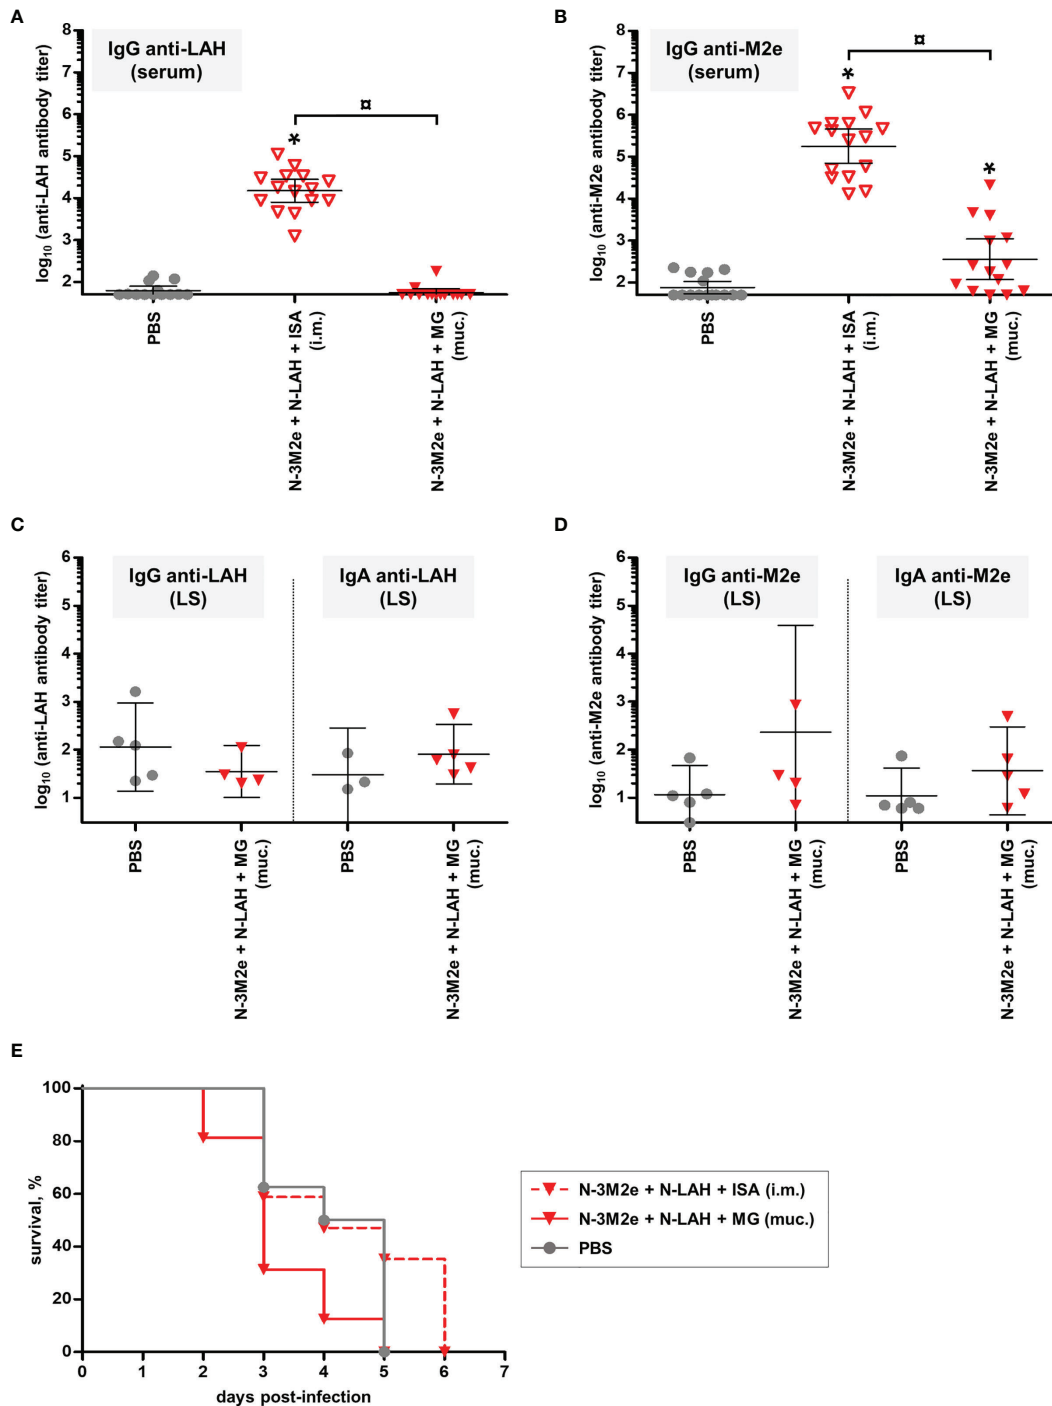 A
IgG anti-LAH
(serum)
log10 (anti-LAH antibody titer)
8
7
6
5
4
3
2
¤
*
PBS
N-3M2e + N-LAH + ISA
(i.m.)
N-3M2e + N-LAH + MG
(muc.)
B
IgG anti-M2e
(serum)
log10 (anti-M2e antibody titer)
8
7
6
5
4
3
2
¤
*
*
PBS
N-3M2e + N-LAH + ISA
(i.m.)
N-3M2e + N-LAH + MG
(muc.)
C
IgG anti-LAH
(LS)
IgA anti-LAH
(LS)
log10 (anti-LAH antibody titer)
6
5
4
3
2
1
PBS
N-3M2e + N-LAH + MG
(muc.)
PBS
N-3M2e + N-LAH + MG
(muc.)
D
IgG anti-M2e
(LS)
IgA anti-M2e
(LS)
log10 (anti-M2e antibody titer)
6
5
4
3
2
1
PBS
N-3M2e + N-LAH + MG
(muc.)
PBS
N-3M2e + N-LAH + MG
(muc.)
E
survival, %
100
80
60
40
20
0
0 1 2 3 4 5 6 7
days post-infection
N-3M2e + N-LAH + ISA (i.m.)
N-3M2e + N-LAH + MG (muc.)
PBS